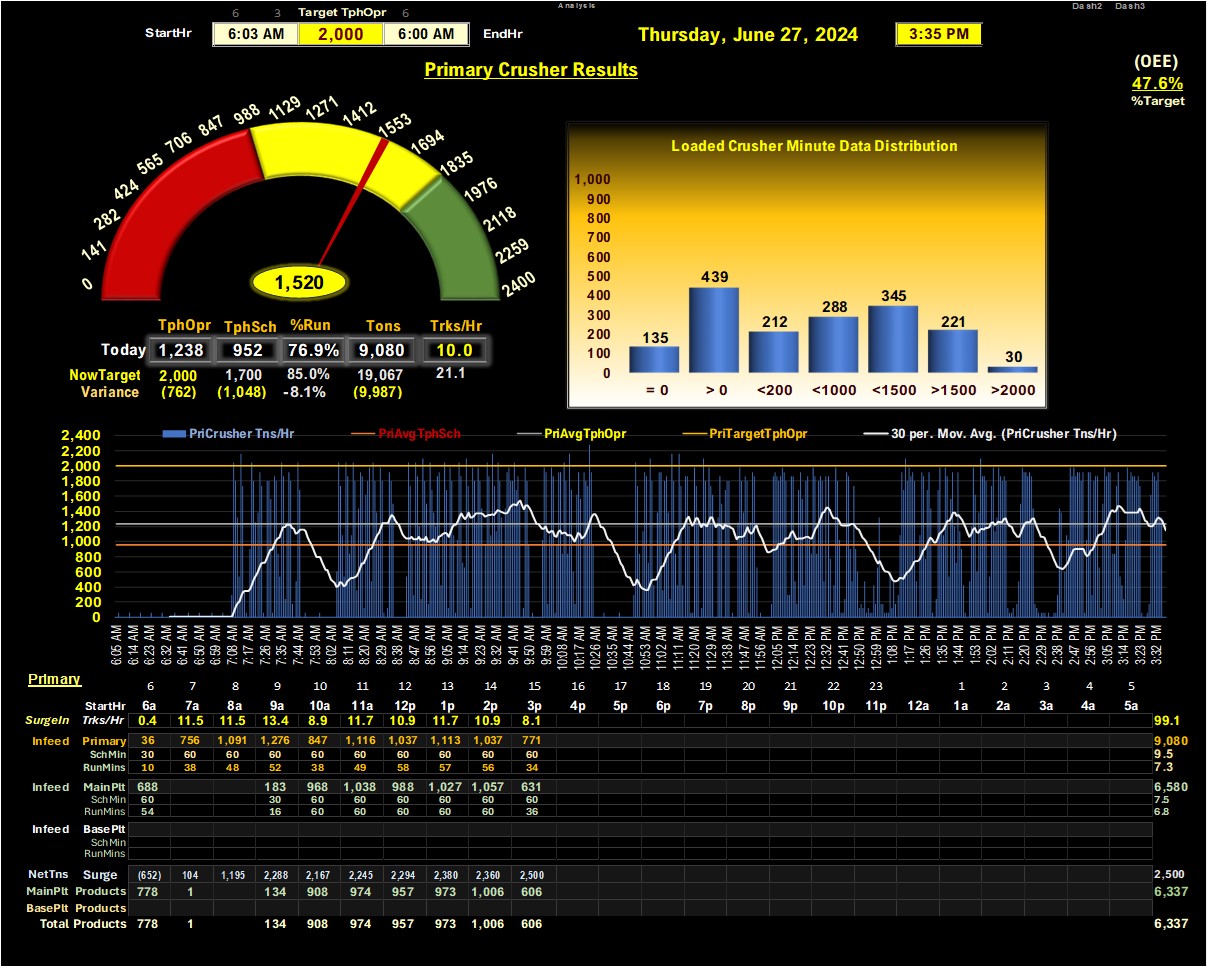 Analysis
Dash2 Dash3
6 3 Target TphOpr 6
StartHr 6:03 AM 2,000 6:00 AM EndHr Thursday, June 27, 2024 3:35 PM
Primary Crusher Results
(OEE)
47.6%
%Target
0 141 282 424 565 706 847 988 1129 1271 1412 1553 1694 1835 1976 2118 2259 2400
1,520
TphOpr TphSch %Run Tons Trks/Hr
Today 1,238 952 76.9% 9,080 10.0
NowTarget 2,000 1,700 85.0% 19,067 21.1
Variance (762) (1,048) -8.1% (9,987)
Loaded Crusher Minute Data Distribution
1,000
900
800
700
600
500
400
300
200
100
0
135 439 212 288 345 221 30
= 0 > 0 <200 <1000 <1500 >1500 >2000
PriCrusher Tns/Hr PriAvgTphSch PriAvgTphOpr PriTargetTphOpr 30 per. Mov. Avg. (PriCrusher Tns/Hr)
2,400
2,200
2,000
1,800
1,600
1,400
1,200
1,000
800
600
400
200
0
6:05 AM 6:14 AM 6:23 AM 6:32 AM 6:41 AM 6:50 AM 6:59 AM 7:08 AM 7:17 AM 7:26 AM 7:35 AM 7:44 AM 7:53 AM 8:02 AM 8:11 AM 8:20 AM 8:29 AM 8:38 AM 8:47 AM 8:56 AM 9:05 AM 9:14 AM 9:23 AM 9:32 AM 9:41 AM 9:50 AM 9:59 AM 10:08 AM 10:17 AM 10:26 AM 10:35 AM 10:44 AM 10:53 AM 11:02 AM 11:11 AM 11:20 AM 11:29 AM 11:38 AM 11:47 AM 11:56 AM 12:05 PM 12:14 PM 12:23 PM 12:32 PM 12:41 PM 12:50 PM 12:59 PM 1:08 PM 1:17 PM 1:26 PM 1:35 PM 1:44 PM 1:53 PM 2:02 PM 2:11 PM 2:20 PM 2:29 PM 2:38 PM 2:47 PM 2:56 PM 3:05 PM 3:14 PM 3:23 PM 3:32 PM
Primary
6 7 8 9 10 11 12 13 14 15 16 17 18 19 20 21 22 23 1 2 3 4 5
StartHr 6a 7a 8a 9a 10a 11a 12p 1p 2p 3p 4p 5p 6p 7p 8p 9p 10p 11p 12a 1a 2a 3a 4a 5a
SurgeIn Trks/Hr 0.4 11.5 11.5 13.4 8.9 11.7 10.9 11.7 10.9 8.1 99.1
Infeed Primary 36 756 1,091 1,276 847 1,116 1,037 1,113 1,037 771 9,080
SchMin 30 60 60 60 60 60 60 60 60 60 9.5
RunMins 10 38 48 52 38 49 58 57 56 34 7.3
Infeed MainPlt 688 183 968 1,038 988 1,027 1,057 631 6,580
SchMin 60 30 60 60 60 60 60 60 7.5
RunMins 54 16 60 60 60 60 60 36 6.8
Infeed BasePlt
SchMin
RunMins
NetTns Surge (652) 104 1,195 2,288 2,167 2,245 2,294 2,380 2,360 2,500 2,500
MainPlt Products 778 1 134 908 974 957 973 1,006 606 6,337
BasePlt Products
Total Products 778 1 134 908 974 957 973 1,006 606 6,337